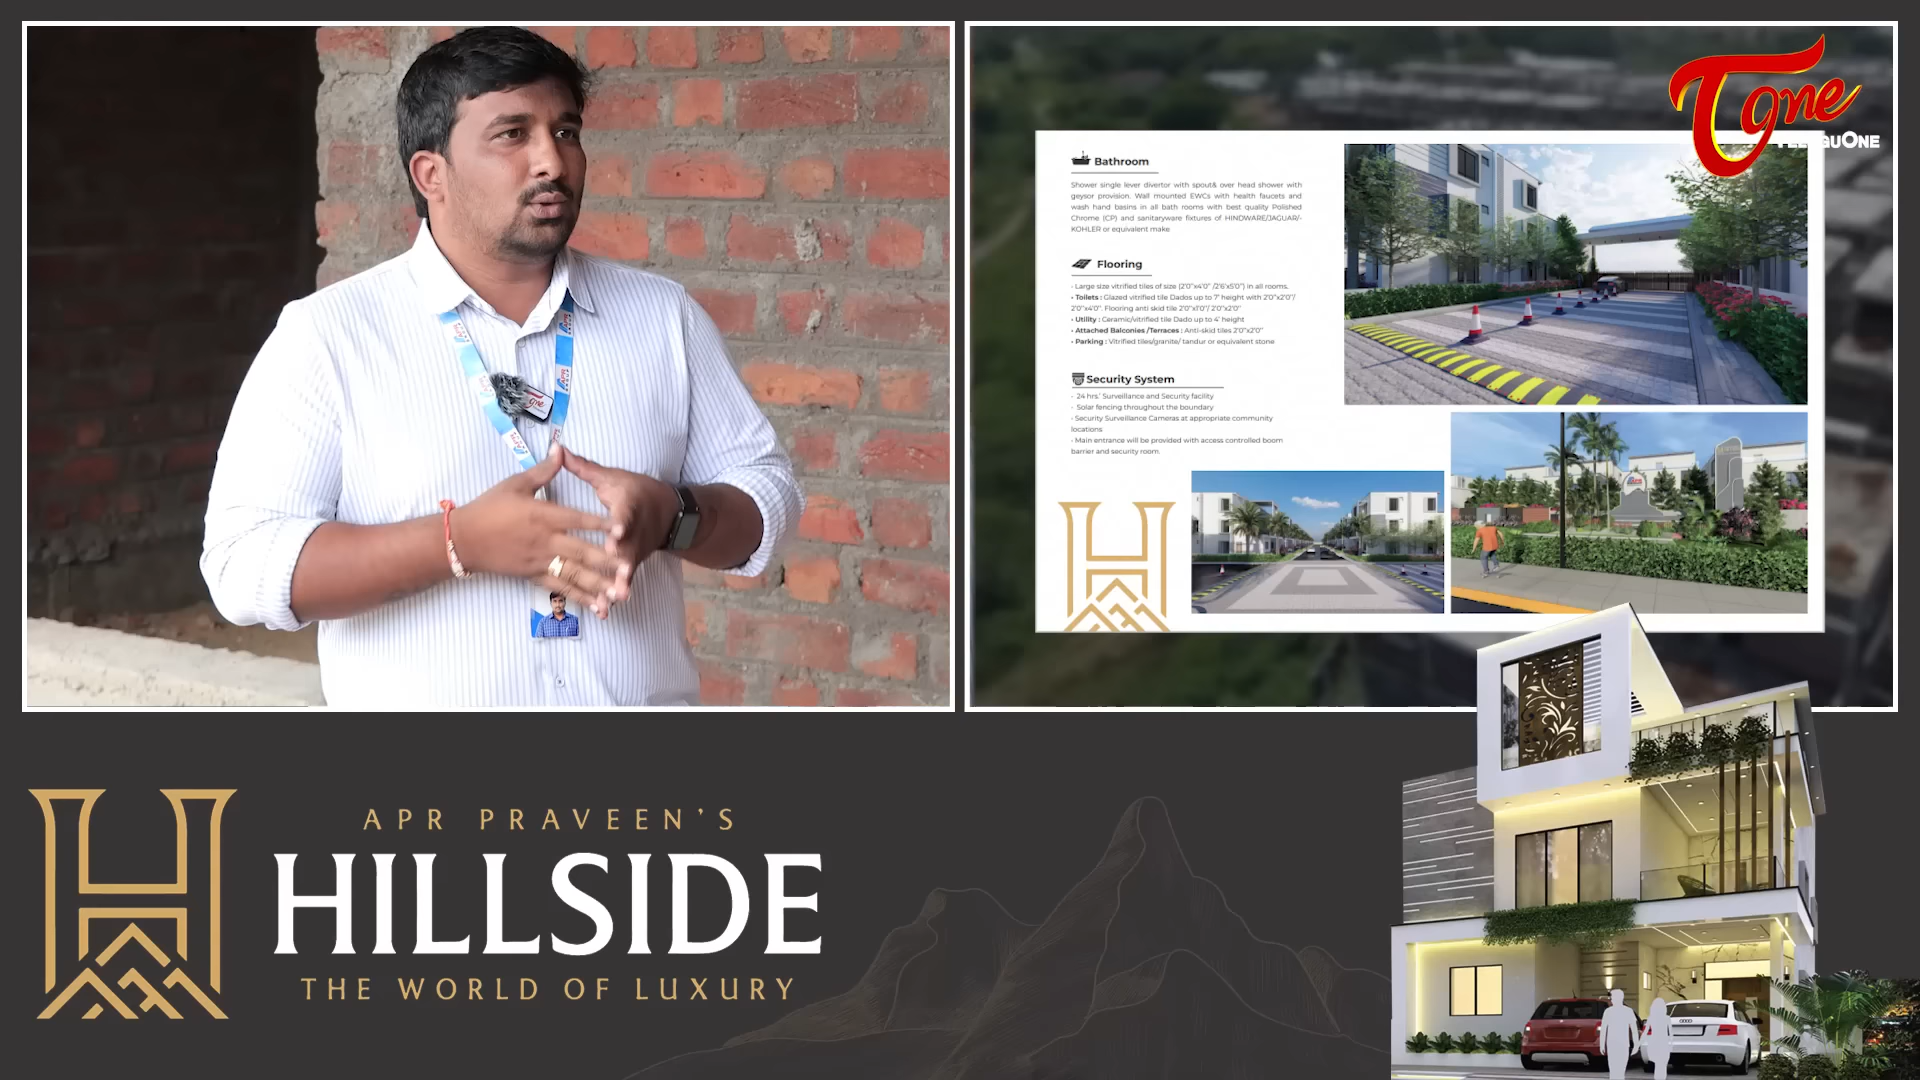 Tone
TELUGUONE
Bathroom
Shower single lever divertor with spout& over head shower with
geysor provision. Wall mounted EWCs with health faucets and
wash hand basins in all bath rooms with best quality Polished
Chrome (CP) and sanitaryware fixtures of HINDWARE/JAGUAR/-
KOHLER or equivalent make
Flooring
• Large size vitrified tiles of size (2'0"x4'0" /2'6'x5'0") in all rooms,
• Toilets : Glazed vitrified tile Dados up to 7' height with 2'0"x2'0"/
2'0"x4'0". Flooring anti skid tile 2'0"x1'0"/ 2'0"x2'0"
• Utility : Ceramic/vitrified tile Dado up to 4' height
• Attached Balconies /Terraces : Anti-skid tiles 2'0"x2'0"
• Parking : Vitrified tiles/granite/ tandur or equivalent stone
Security System
• 24 hrs.' Surveillance and Security facility
• Solar fencing throughout the boundary
• Security Surveillance Cameras at appropriate community
locations
• Main entrance will be provided with access controlled boom
barrier and security room.
APR PRAVEEN'S
HILLSIDE
THE WORLD OF LUXURY